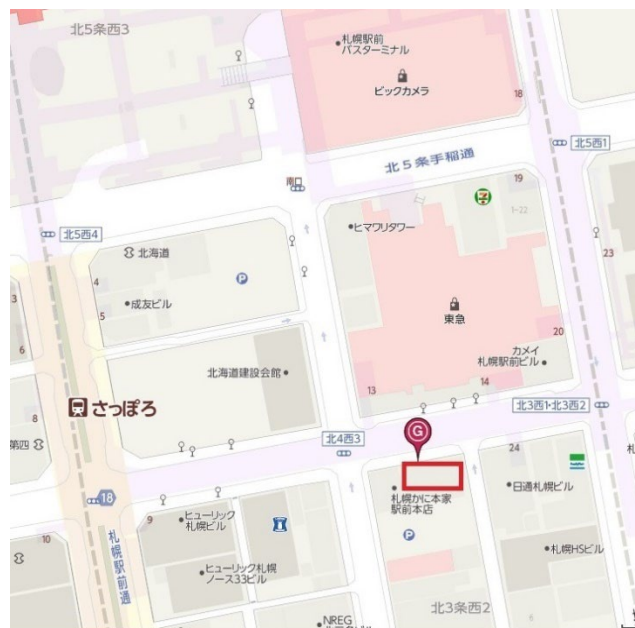 北5条西3
札幌駅前
バスターミナル
ビックカメラ
18
北5西1
北5条手稲通
南口
19
1-22
北5西4
ヒマワリタワー
北海道
23
3
4
P
成友ビル
5
東急
6
20
カメイ
札幌駅前ビル
北海道建設会館
13
14
さっぽろ
北3西1・北3西2
8
G
北4西3
第四
24
18
札幌かに本家
駅前本店
日通札幌ビル
9
ヒューリック
札幌ビル
P
10
札幌駅前通
札幌HSビル
ヒューリック札幌
ノース33ビル
北3条西2
NREG